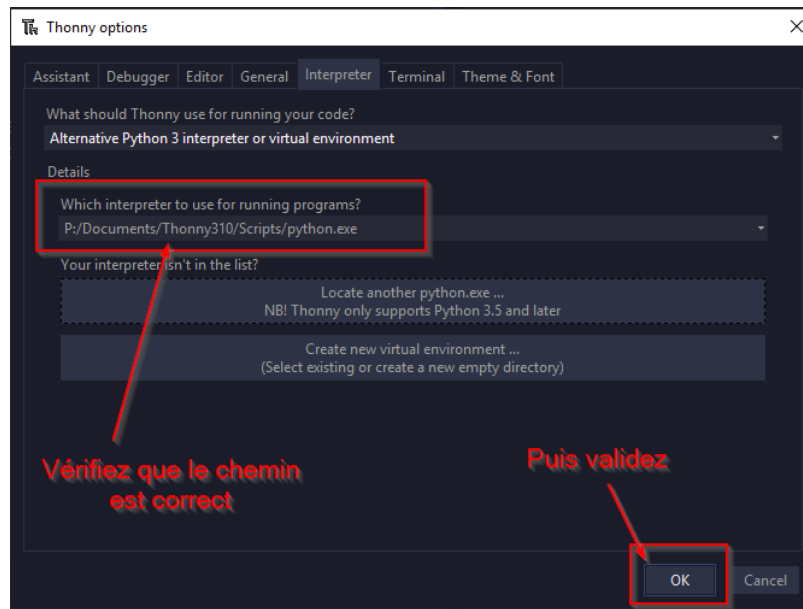 Thonny options
Assistant Debugger Editor General Interpreter Terminal Theme & Font
What should Thonny use for running your code?
Alternative Python 3 interpreter or virtual environment
Details
Which interpreter to use for running programs?
P:/Documents/Thonny310/Scripts/python.exe
Your interpreter isn't in the list?
Locate another python.exe ...
NB! Thonny only supports Python 3.5 and later
Create new virtual environment ...
(Select existing or create a new empty directory)
Vérifiez que le chemin
est correct
Puis validez
OK Cancel